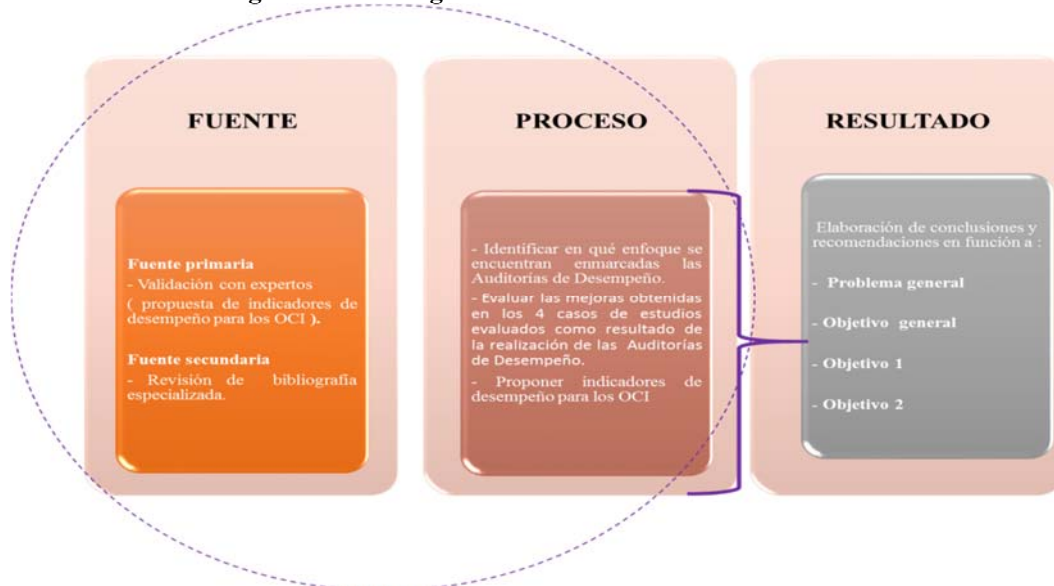 FUENTE
Fuente primaria
- Validación con expertos
( propuesta de indicadores de
desempeño para los OCI ).
Fuente secundaria
- Revisión de bibliografía
especializada.
PROCESO
- Identificar en qué enfoque se
encuentran enmarcadas las
Auditorías de Desempeño.
- Evaluar las mejoras obtenidas
en los 4 casos de estudios
evaluados como resultado de
la realización de las Auditorías
de Desempeño.
- Proponer indicadores de
desempeño para los OCI
RESULTADO
Elaboración de conclusiones y
recomendaciones en función a :
- Problema general
- Objetivo general
- Objetivo 1
- Objetivo 2